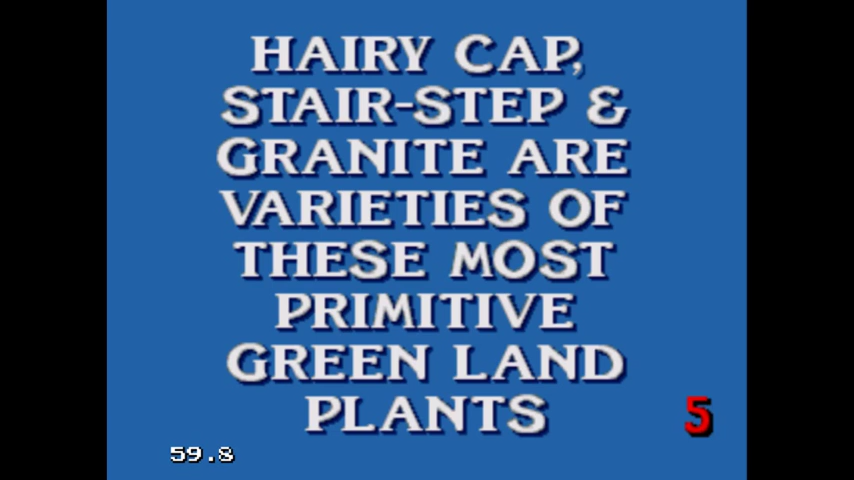 HAIRY CAP,
STAIR-STEP &
GRANITE ARE
VARIETIES OF
THESE MOST
PRIMITIVE
GREEN LAND
PLANTS
5
59.8